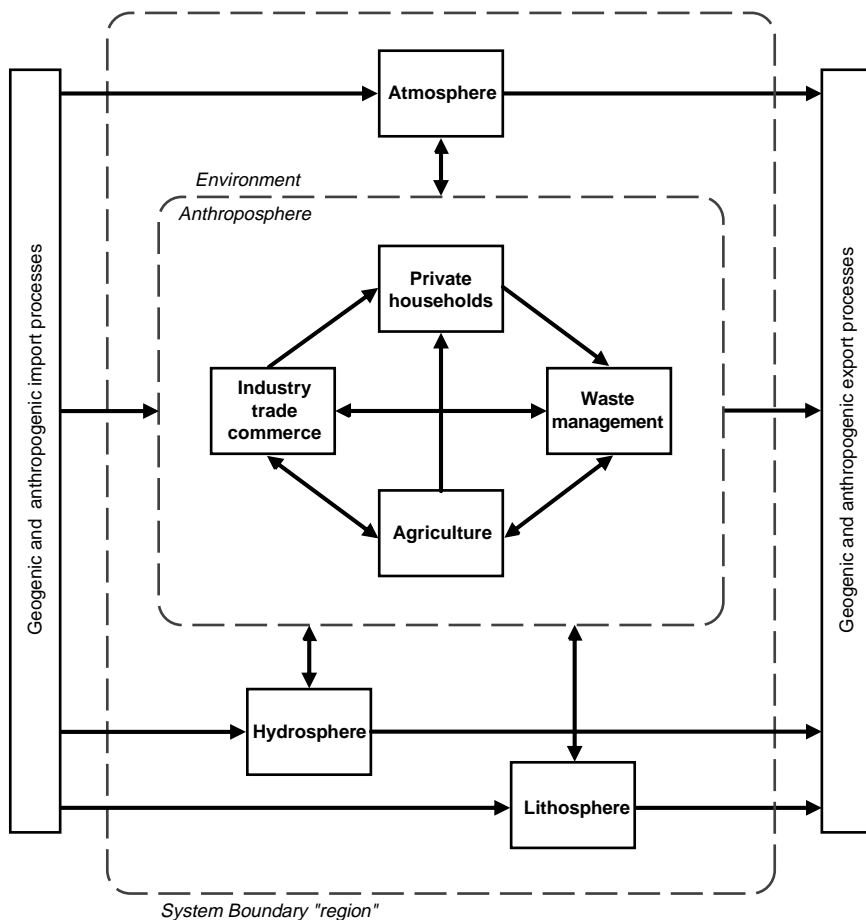 Atmosphere
Environment
Anthroposphere
Geogenic and anthropogenic import processes
Private
households
Industry
trade
commerce
Waste
management
Agriculture
Geogenic and anthropogenic export processes
Hydrosphere
Lithosphere
System Boundary "region"